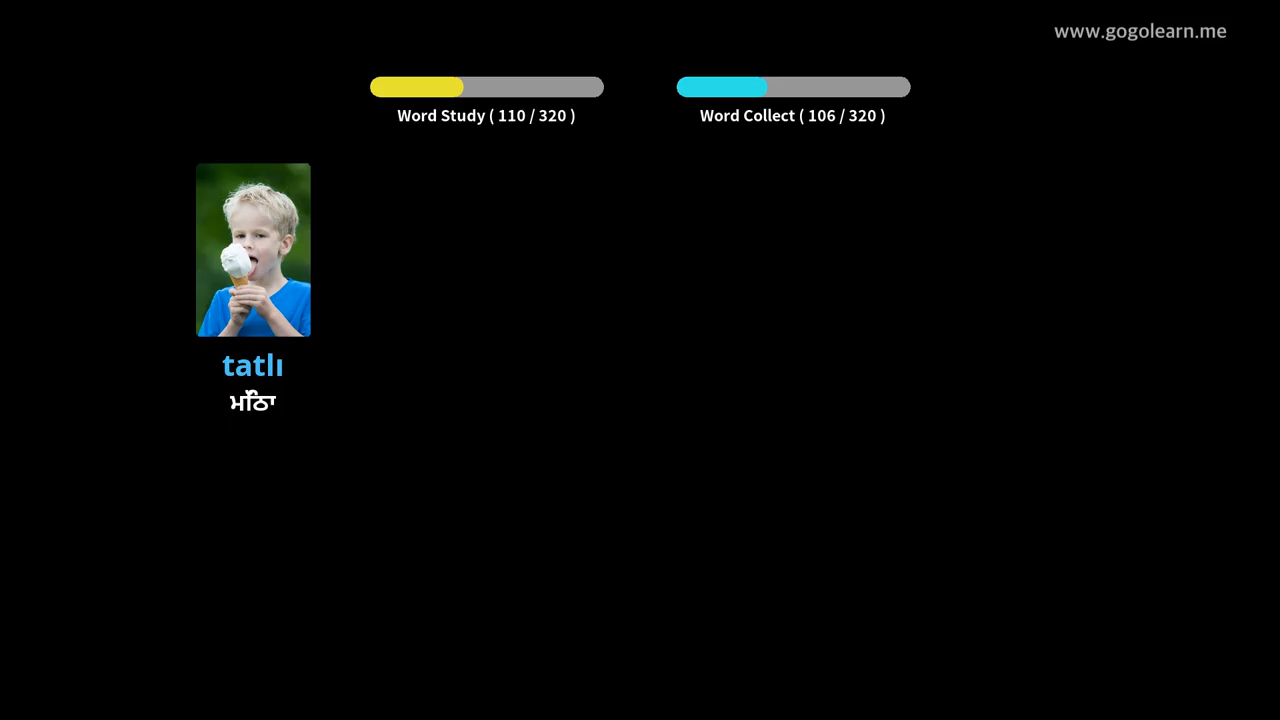 www.gogolearn.me
Word Study ( 110 / 320 )
Word Collect ( 106 / 320 )
tatlı
ਮਿੱਠਾ